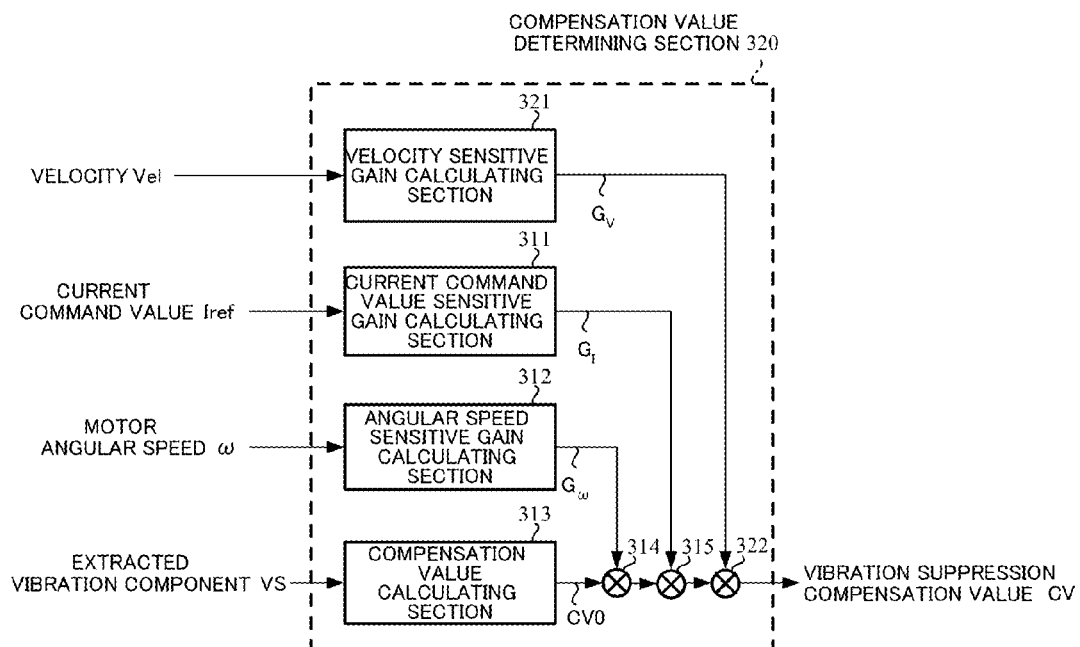 COMPENSATION VALUE
DETERMINING SECTION 320
321
VELOCITY SENSITIVE
GAIN CALCULATING
SECTION
VELOCITY Vel
GV
311
CURRENT COMMAND
VALUE SENSITIVE
GAIN CALCULATING
SECTION
CURRENT
COMMAND VALUE Iref
GI
312
ANGULAR SPEED
SENSITIVE GAIN
CALCULATING
SECTION
MOTOR
ANGULAR SPEED ω
Gω
313
COMPENSATION
VALUE
CALCULATING
SECTION
EXTRACTED
VIBRATION COMPONENT VS
CV0
314
315
322
VIBRATION SUPPRESSION
COMPENSATION VALUE CV